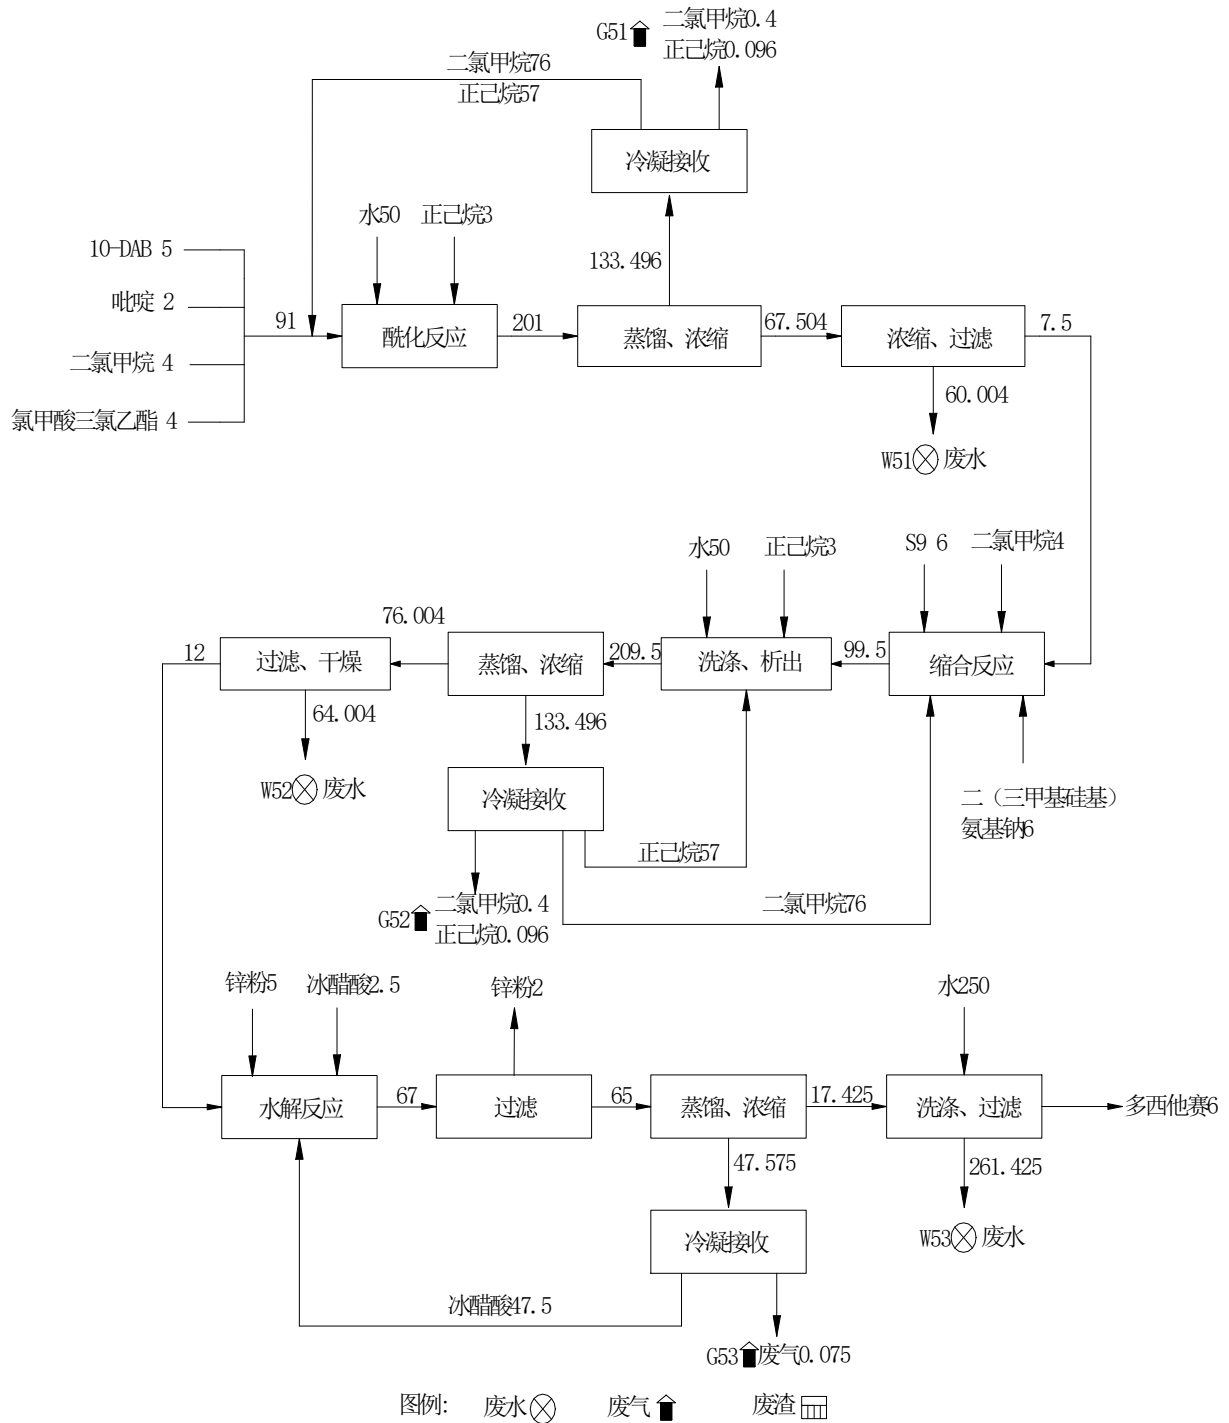 G51
二氯甲烷0.4
正己烷0.096
二氯甲烷76
正己烷57
冷凝接收
水50
正己烷3
10-DAB 5
吡啶 2
二氯甲烷 4
氯甲酸三氯乙酯 4
91
酰化反应
201
133.496
蒸馏、浓缩
67.504
浓缩、过滤
7.5
60.004
W51
废水
S9 6
二氯甲烷4
水50
正己烷3
缩合反应
99.5
洗涤、析出
209.5
蒸馏、浓缩
76.004
过滤、干燥
12
64.004
W52
废水
133.496
冷凝接收
二（三甲基硅基）
氨基钠6
正己烷57
二氯甲烷76
G52
二氯甲烷0.4
正己烷0.096
锌粉5
冰醋酸2.5
锌粉2
水250
水解反应
67
过滤
65
蒸馏、浓缩
17.425
洗涤、过滤
多西他赛6
47.575
261.425
冷凝接收
W53
废水
冰醋酸47.5
G53
废气0.075
图例:
废水
废气
废渣